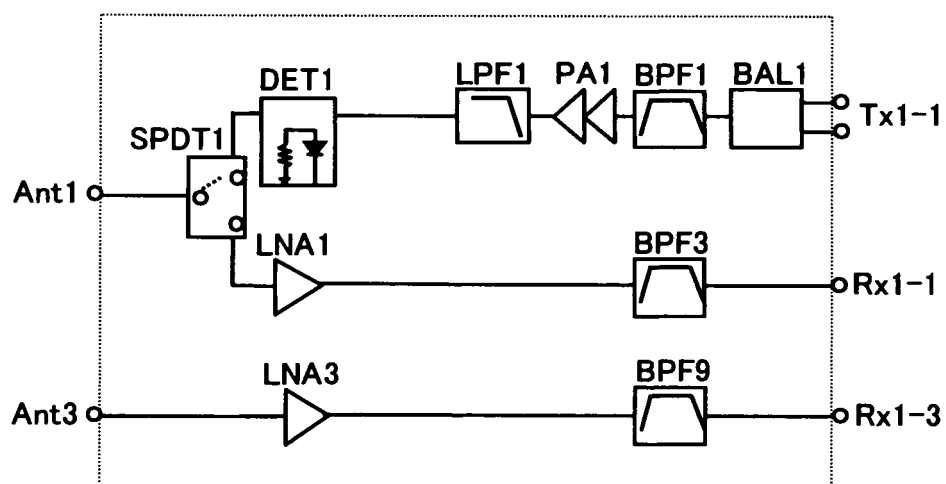 DET1
LPF1
PA1
BPF1
BAL1
Tx1-1
SPDT1
Ant1
LNA1
BPF3
Rx1-1
LNA3
BPF9
Ant3
Rx1-3